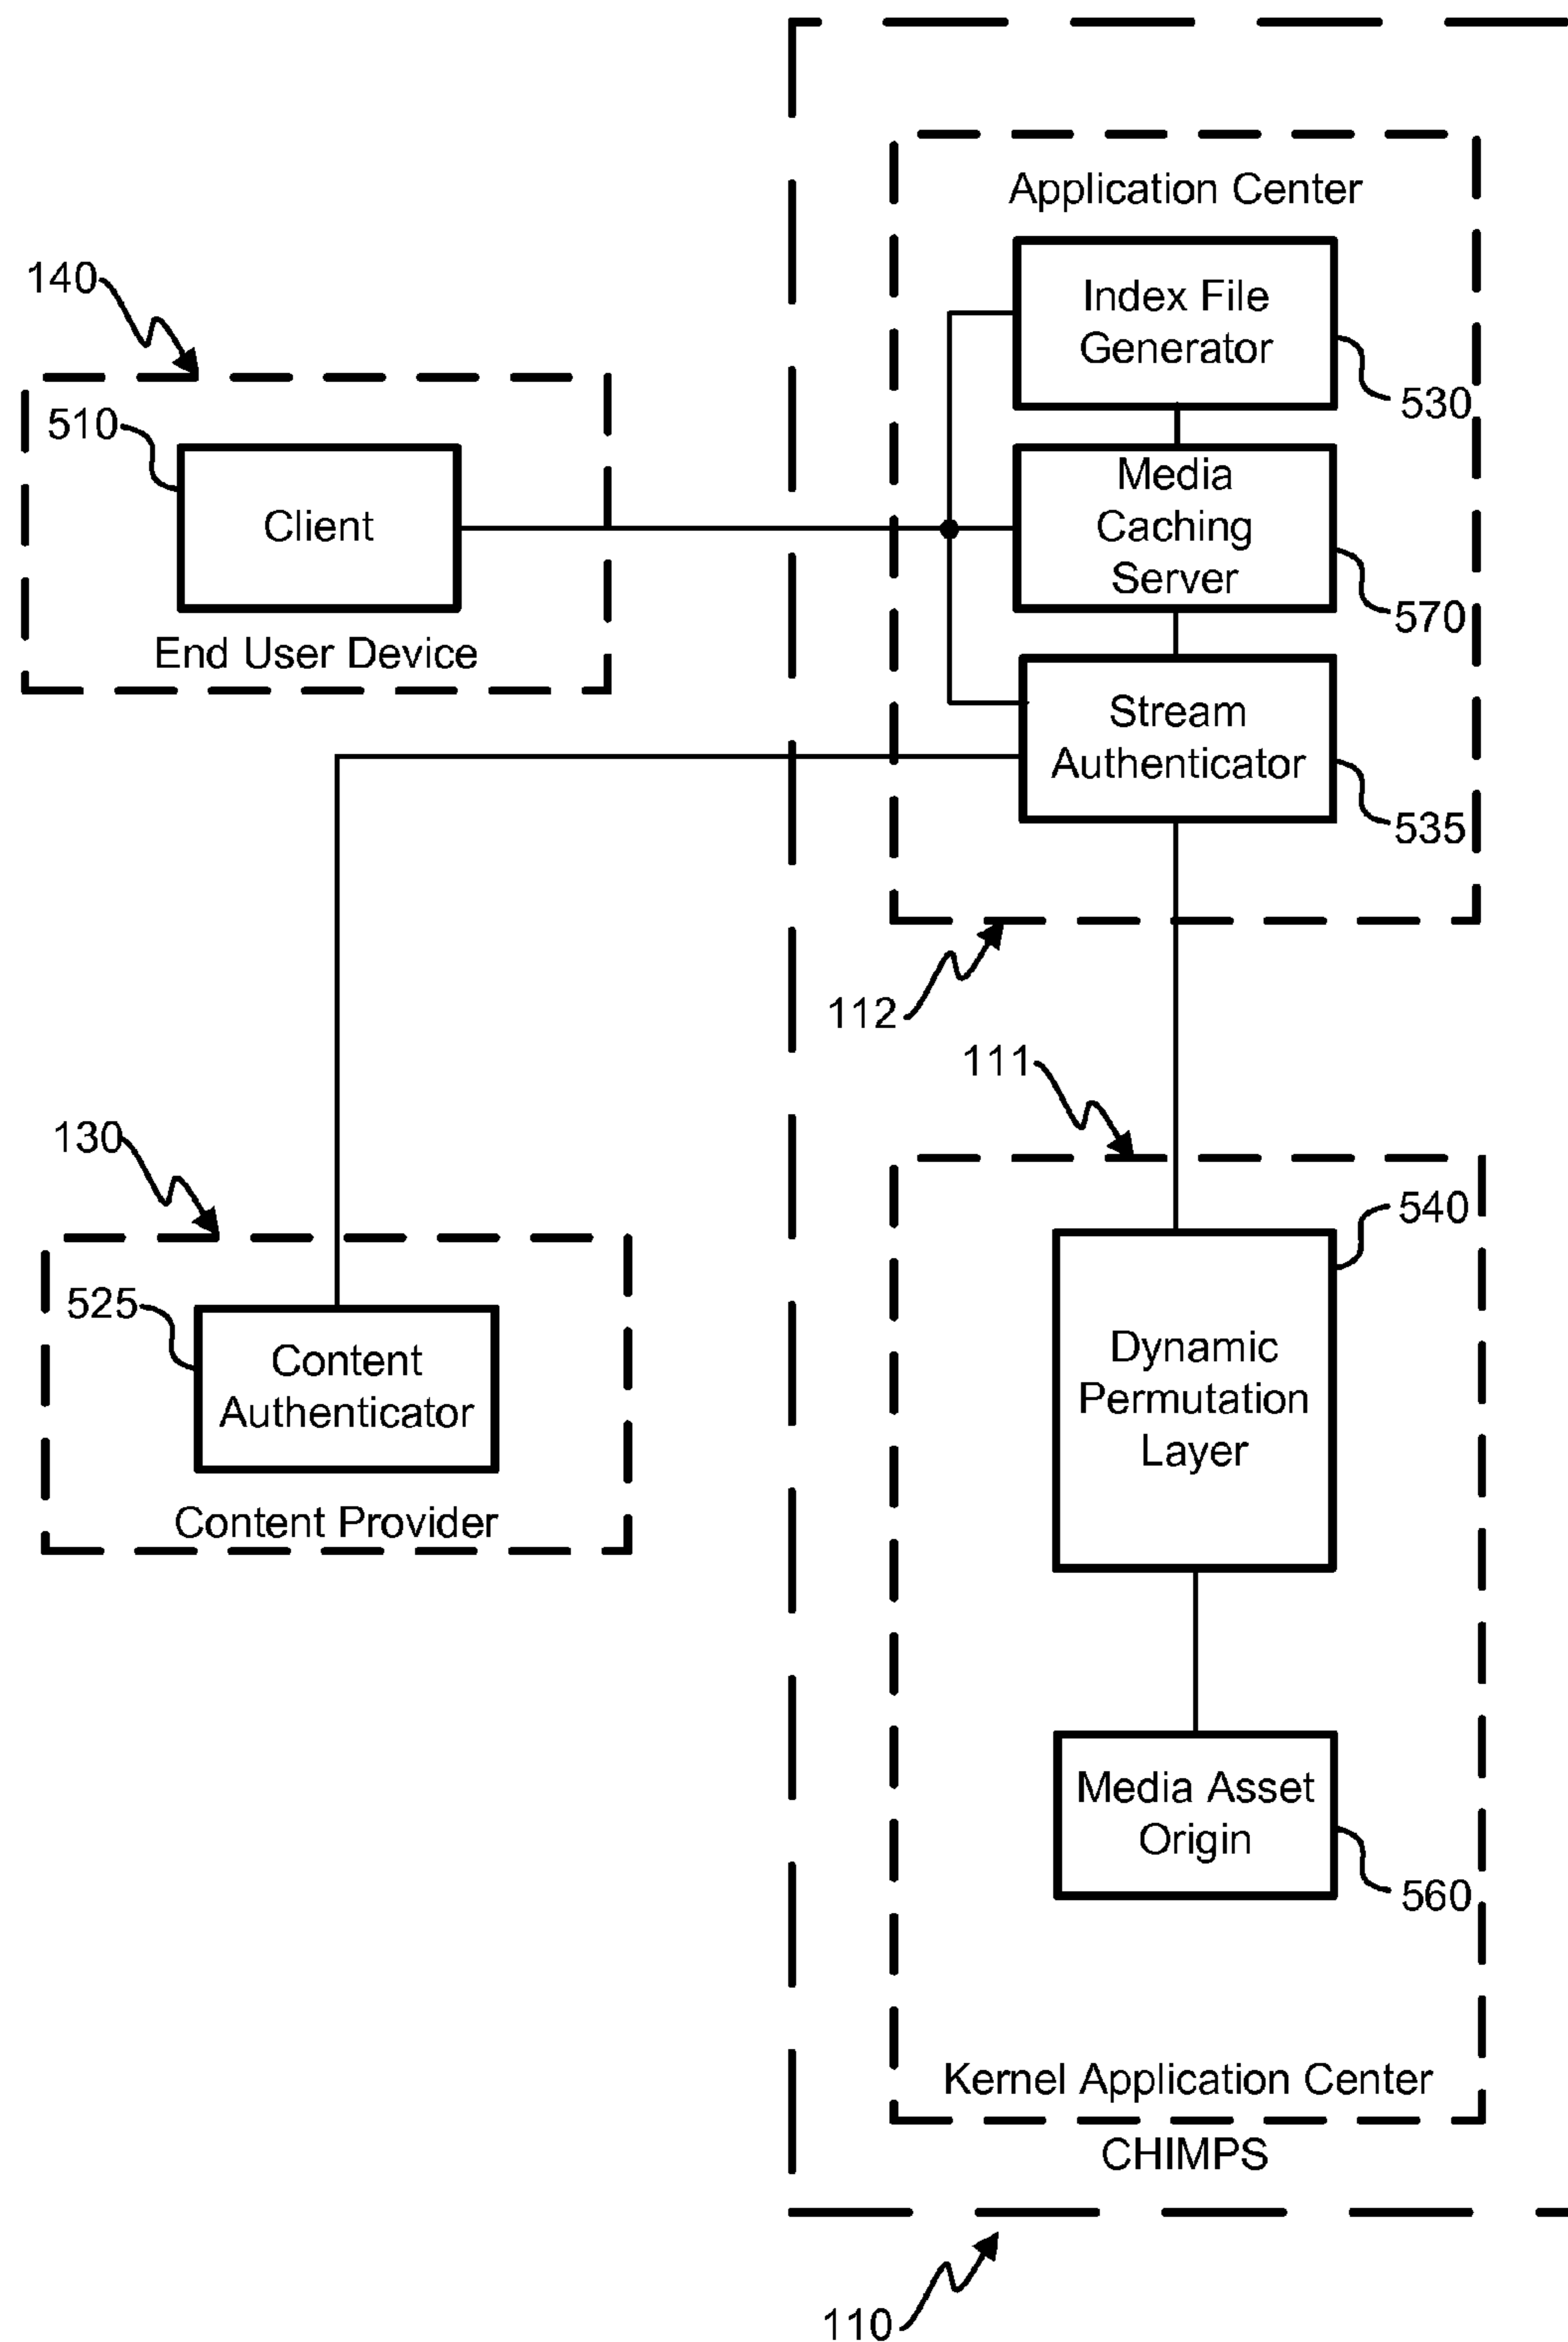 Application Center
Index File
Generator
530
140
510
Client
End User Device
Media
Caching
Server
570
Stream
Authenticator
535
112
111
130
525
Content
Authenticator
Content Provider
540
Dynamic
Permutation
Layer
Media Asset
Origin
560
Kernel Application Center
CHIMPS
110